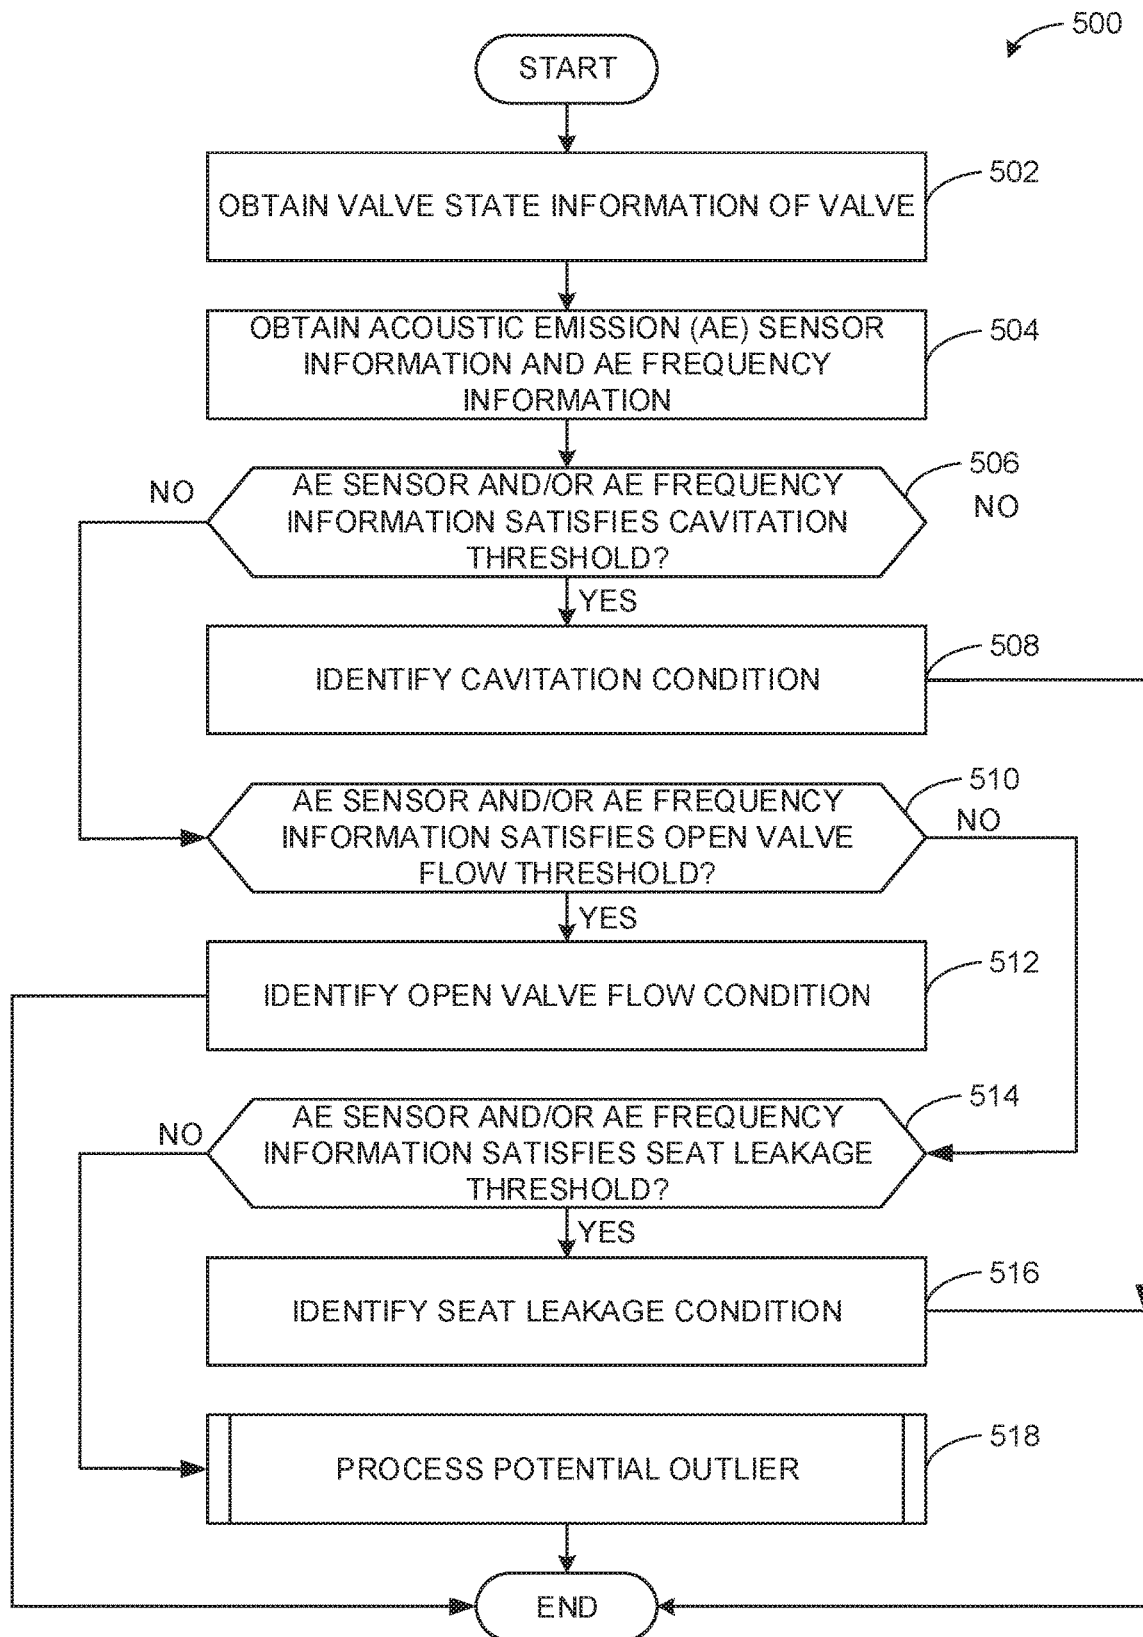 500
START
502
OBTAIN VALVE STATE INFORMATION OF VALVE
504
OBTAIN ACOUSTIC EMISSION (AE) SENSOR
INFORMATION AND AE FREQUENCY
INFORMATION
506
NO
AE SENSOR AND/OR AE FREQUENCY
INFORMATION SATISFIES CAVITATION
THRESHOLD?
NO
YES
508
IDENTIFY CAVITATION CONDITION
510
AE SENSOR AND/OR AE FREQUENCY
INFORMATION SATISFIES OPEN VALVE
FLOW THRESHOLD?
NO
YES
512
IDENTIFY OPEN VALVE FLOW CONDITION
514
NO
AE SENSOR AND/OR AE FREQUENCY
INFORMATION SATISFIES SEAT LEAKAGE
THRESHOLD?
YES
516
IDENTIFY SEAT LEAKAGE CONDITION
518
PROCESS POTENTIAL OUTLIER
END